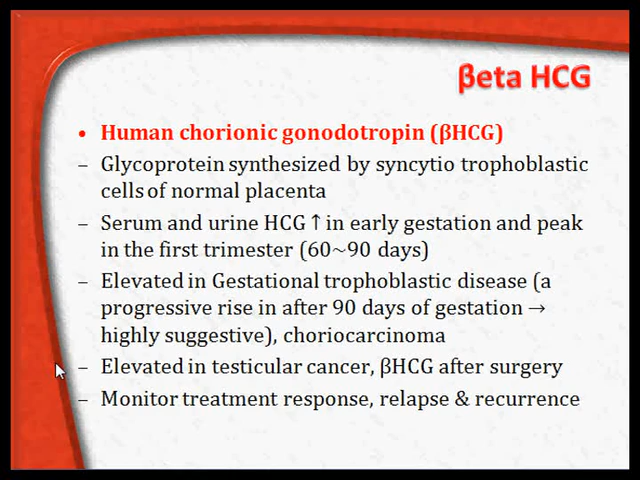 βeta HCG
• Human chorionic gonodotropin (βHCG)
– Glycoprotein synthesized by syncytio trophoblastic
cells of normal placenta
– Serum and urine HCG ↑ in early gestation and peak
in the first trimester (60~90 days)
– Elevated in Gestational trophoblastic disease (a
progressive rise in after 90 days of gestation →
highly suggestive), choriocarcinoma
– Elevated in testicular cancer, βHCG after surgery
– Monitor treatment response, relapse & recurrence